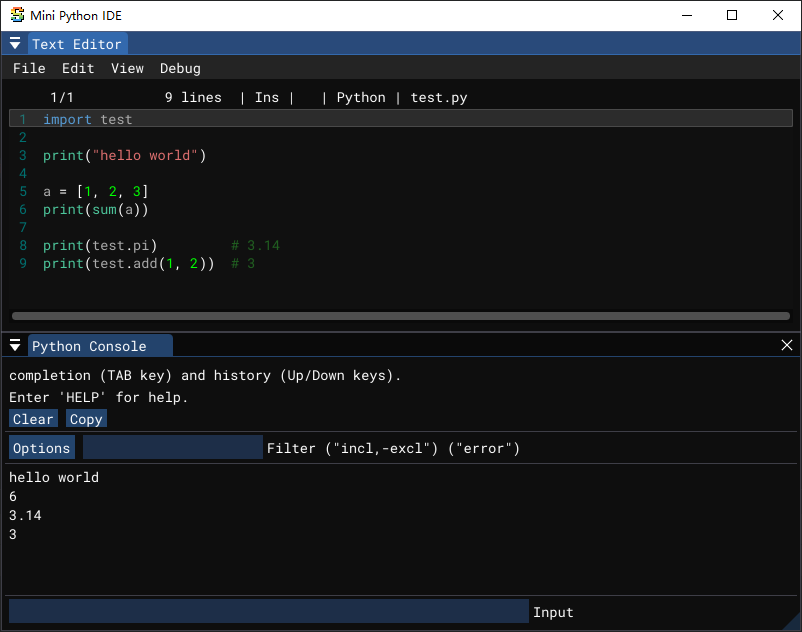 Mini Python IDE
Text Editor
File Edit View Debug
1/1 9 lines | Ins | | Python | test.py
1 import test
2
3 print("hello world")
4
5 a = [1, 2, 3]
6 print(sum(a))
7
8 print(test.pi) # 3.14
9 print(test.add(1, 2)) # 3
Python Console
completion (TAB key) and history (Up/Down keys).
Enter 'HELP' for help.
Clear Copy
Options Filter ("incl,-excl") ("error")
hello world
6
3.14
3
Input